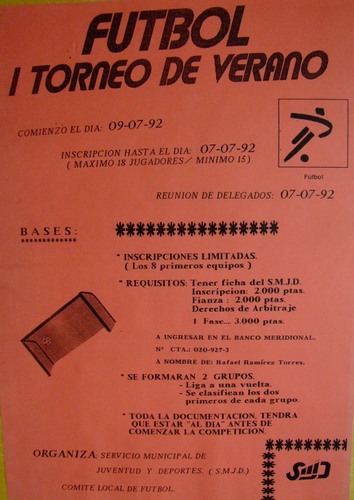 FUTBOL
I TORNEO DE VERANO
COMIENZO EL DIA: 09-07-92
INSCRIPCION HASTA EL DIA: 07-07-92
( MAXIMO 18 JUGADORES/ MINIMO 15 )
Fútbol
REUNION DE DELEGADOS: 07-07-92
BASES:
* INSCRIPCIONES LIMITADAS.
( Los 8 primeros equipos )
* REQUISITOS: Tener ficha del S.M.J.D.
Inscripcion: 2.000 ptas.
Fianza : 2.000 ptas.
Derechos de Arbitraje
1 Fase... 3.000 ptas.
A INGRESAR EN EL BANCO MERIDIONAL.
Nº CTA.: 020-927-3
A NOMBRE DE: Rafael Ramírez Torres.
* SE FORMARAN 2 GRUPOS.
- Liga a una vuelta.
- Se clasifican los dos
primeros de cada grupo.
* TODA LA DOCUMENTACION, TENDRA
QUE ESTAR "AL DIA" ANTES DE
COMENZAR LA COMPETICION.
ORGANIZA: SERVICIO MUNICIPAL DE
JUVENTUD Y DEPORTES. ( S.M.J.D.)
COMITE LOCAL DE FUTBOL.
SMJD